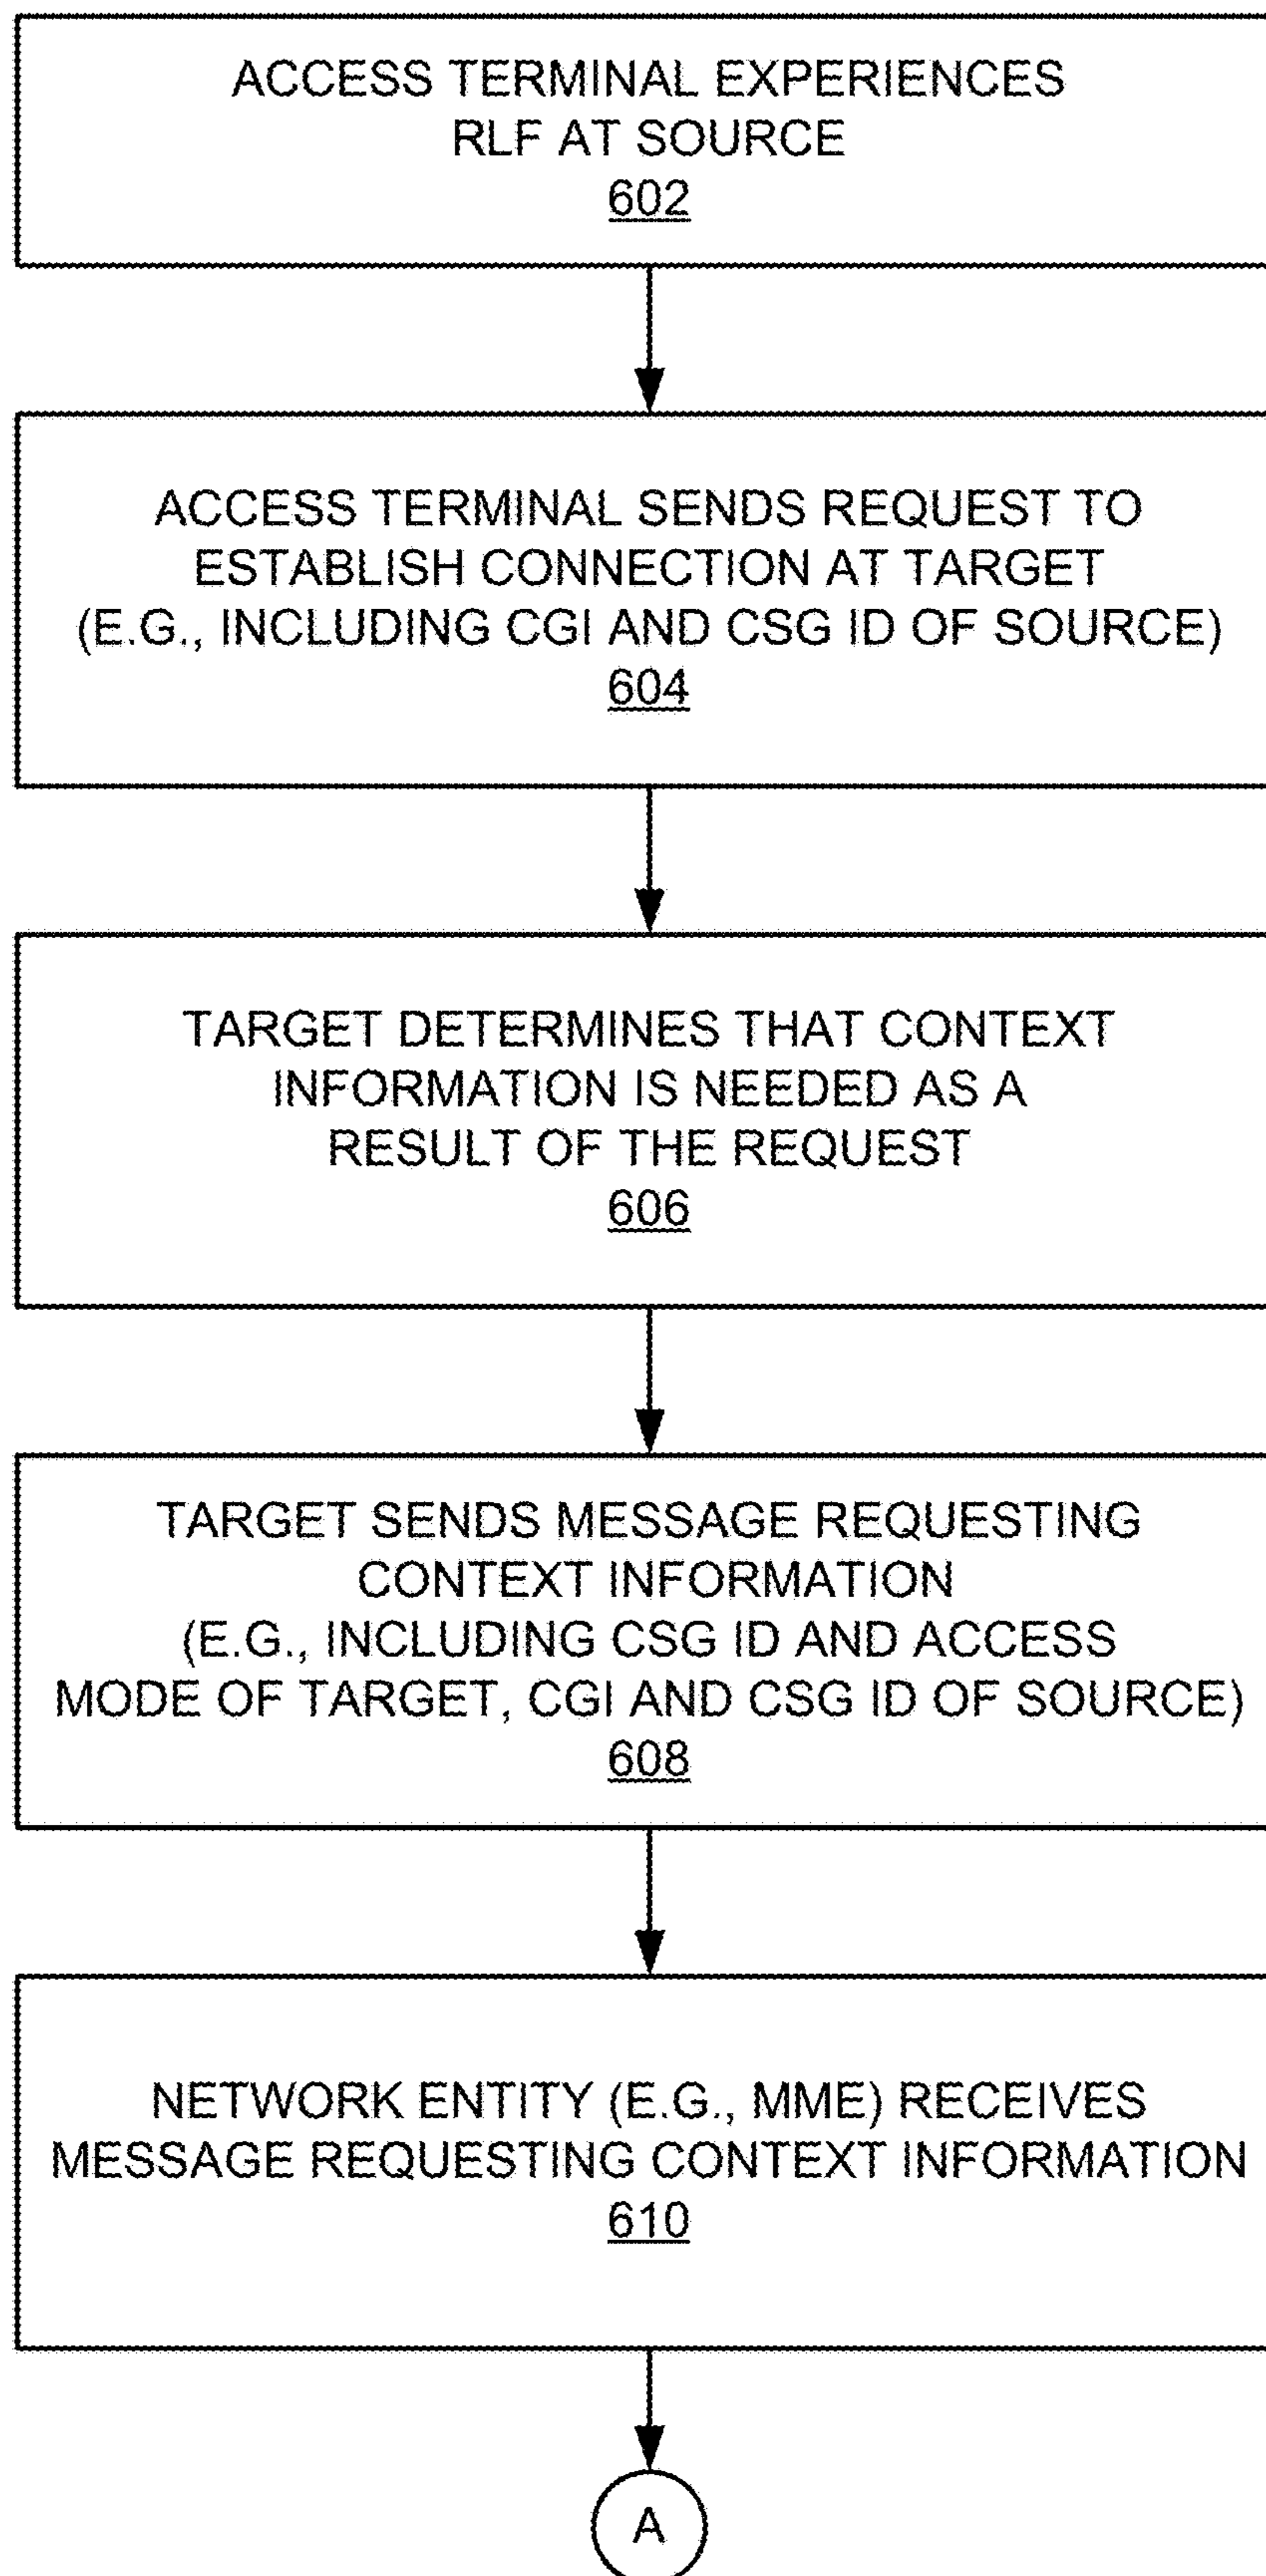 ACCESS TERMINAL EXPERIENCES
RLF AT SOURCE
602
ACCESS TERMINAL SENDS REQUEST TO
ESTABLISH CONNECTION AT TARGET
(E.G., INCLUDING CGI AND CSG ID OF SOURCE)
604
TARGET DETERMINES THAT CONTEXT
INFORMATION IS NEEDED AS A
RESULT OF THE REQUEST
606
TARGET SENDS MESSAGE REQUESTING
CONTEXT INFORMATION
(E.G., INCLUDING CSG ID AND ACCESS
MODE OF TARGET, CGI AND CSG ID OF SOURCE)
608
NETWORK ENTITY (E.G., MME) RECEIVES
MESSAGE REQUESTING CONTEXT INFORMATION
610
A